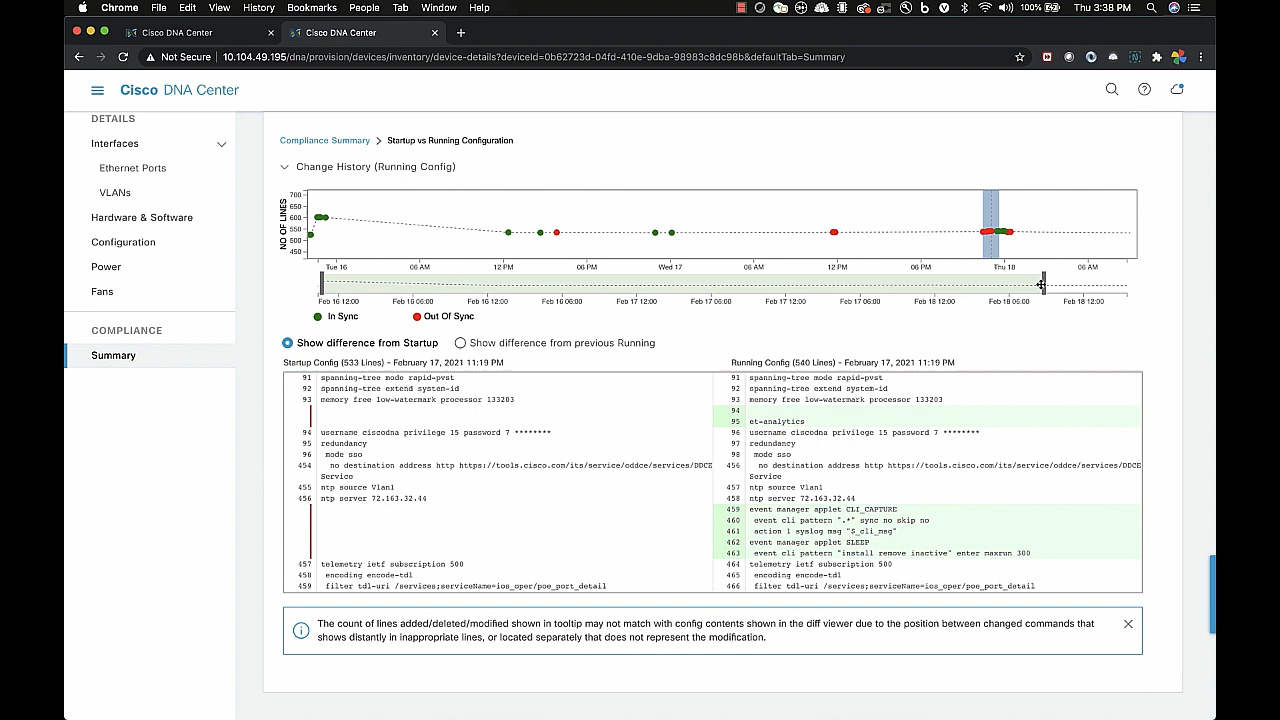 Chrome File Edit View History Bookmarks People Tab Window Help 100% Thu 3:38 PM
Cisco DNA Center × Cisco DNA Center × +
Not Secure 10.104.49.195/dna/provision/devices/inventory/device-details?deviceId=0b62723d-04fd-410e-9dba-98983c8dc98b&defaultTab=Summary
Cisco DNA Center
DETAILS
Interfaces
Ethernet Ports
VLANs
Hardware & Software
Configuration
Power
Fans
COMPLIANCE
Summary
Compliance Summary > Startup vs Running Configuration
Change History (Running Config)
NO OF LINES
700
650
600
550
500
450
Tue 16 06 AM 12 PM 06 PM Wed 17 06 AM 12 PM 06 PM Thu 18 06 AM
Feb 16 12:00 Feb 16 06:00 Feb 16 12:00 Feb 16 06:00 Feb 17 12:00 Feb 17 06:00 Feb 17 12:00 Feb 17 06:00 Feb 18 12:00 Feb 18 06:00 Feb 18 12:00
In Sync Out Of Sync
Show difference from Startup Show difference from previous Running
Startup Config (533 Lines) - February 17, 2021 11:19 PM
91 spanning-tree mode rapid-pvst
92 spanning-tree extend system-id
93 memory free low-watermark processor 133203
94 username ciscodna privilege 15 password 7 ********
95 redundancy
96 mode sso
454 no destination address http https://tools.cisco.com/its/service/oddce/services/DDCE
Service
455 ntp source Vlan1
456 ntp server 72.163.32.44
457 telemetry ietf subscription 500
458 encoding encode-tdl
459 filter tdl-uri /services;serviceName=ios_oper/poe_port_detail
Running Config (540 Lines) - February 17, 2021 11:19 PM
91 spanning-tree mode rapid-pvst
92 spanning-tree extend system-id
93 memory free low-watermark processor 133203
94
95 et-analytics
96 username ciscodna privilege 15 password 7 ********
97 redundancy
98 mode sso
456 no destination address http https://tools.cisco.com/its/service/oddce/services/DDCE
Service
457 ntp source Vlan1
458 ntp server 72.163.32.44
459 event manager applet CLI_CAPTURE
460 event cli pattern ".*" sync no skip no
461 action 1 syslog msg "$_cli_msg"
462 event manager applet SLEEP
463 event cli pattern "install remove inactive" enter maxrun 300
464 telemetry ietf subscription 500
465 encoding encode-tdl
466 filter tdl-uri /services;serviceName=ios_oper/poe_port_detail
The count of lines added/deleted/modified shown in tooltip may not match with config contents shown in the diff viewer due to the position between changed commands that
shows distantly in inappropriate lines, or located separately that does not represent the modification.